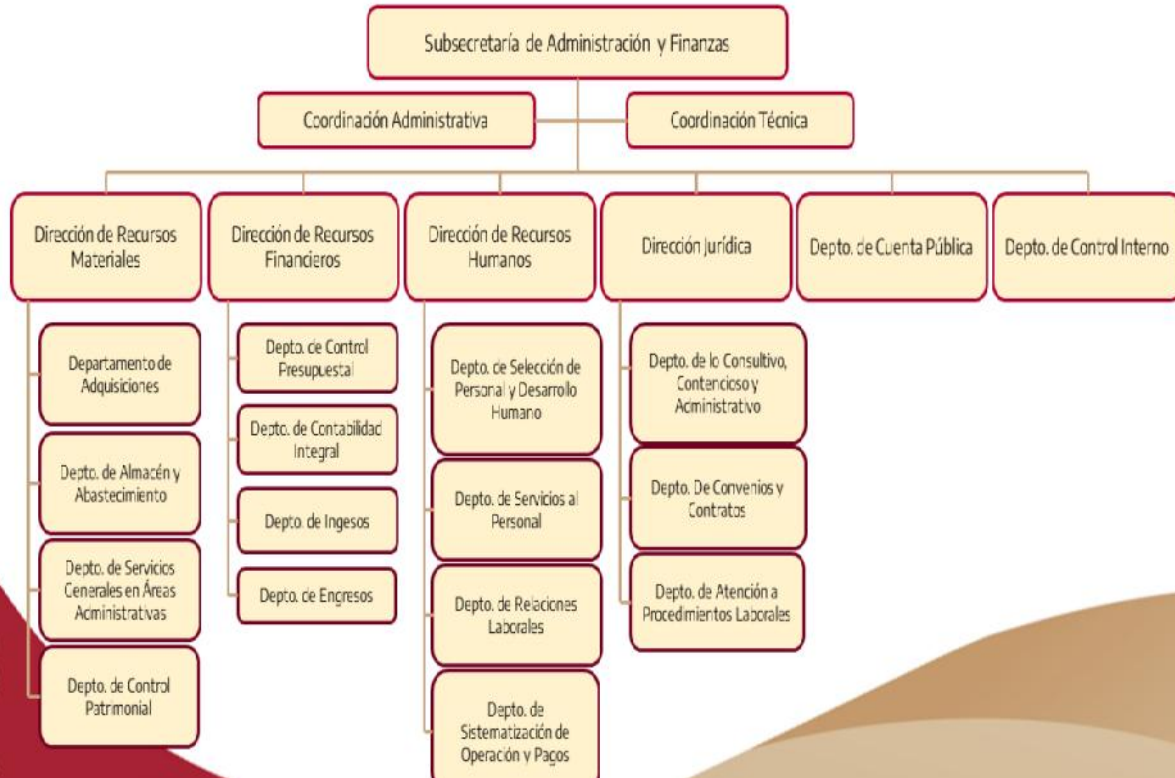 Subsecretaría de Administración y Finanzas
Coordinación Administrativa
Coordinación Técnica
Dirección de Recursos
Materiales
Dirección de Recursos
Financieros
Dirección de Recursos
Humanos
Dirección Jurídica
Depto. de Cuenta Pública
Depto. de Control Interno
Departamento de
Adquisiciones
Depto. de Almacén y
Abastecimiento
Depto. de Servicios
Generales en Áreas
Administrativas
Depto. de Control
Patrimonial
Depto. de Control
Presupuestal
Depto. de Contabilidad
Integral
Depto. de Ingesos
Depto. de Engresos
Depto. de Selección de
Personal y Desarrollo
Humano
Depto. de Servicios al
Personal
Depto. de Relaciones
Laborales
Depto. de
Sistematización de
Operación y Pagos
Depto. de lo Consultivo,
Contencioso y
Administrativo
Depto. De Convenios y
Contratos
Depto. de Atención a
Procedimientos Laborales